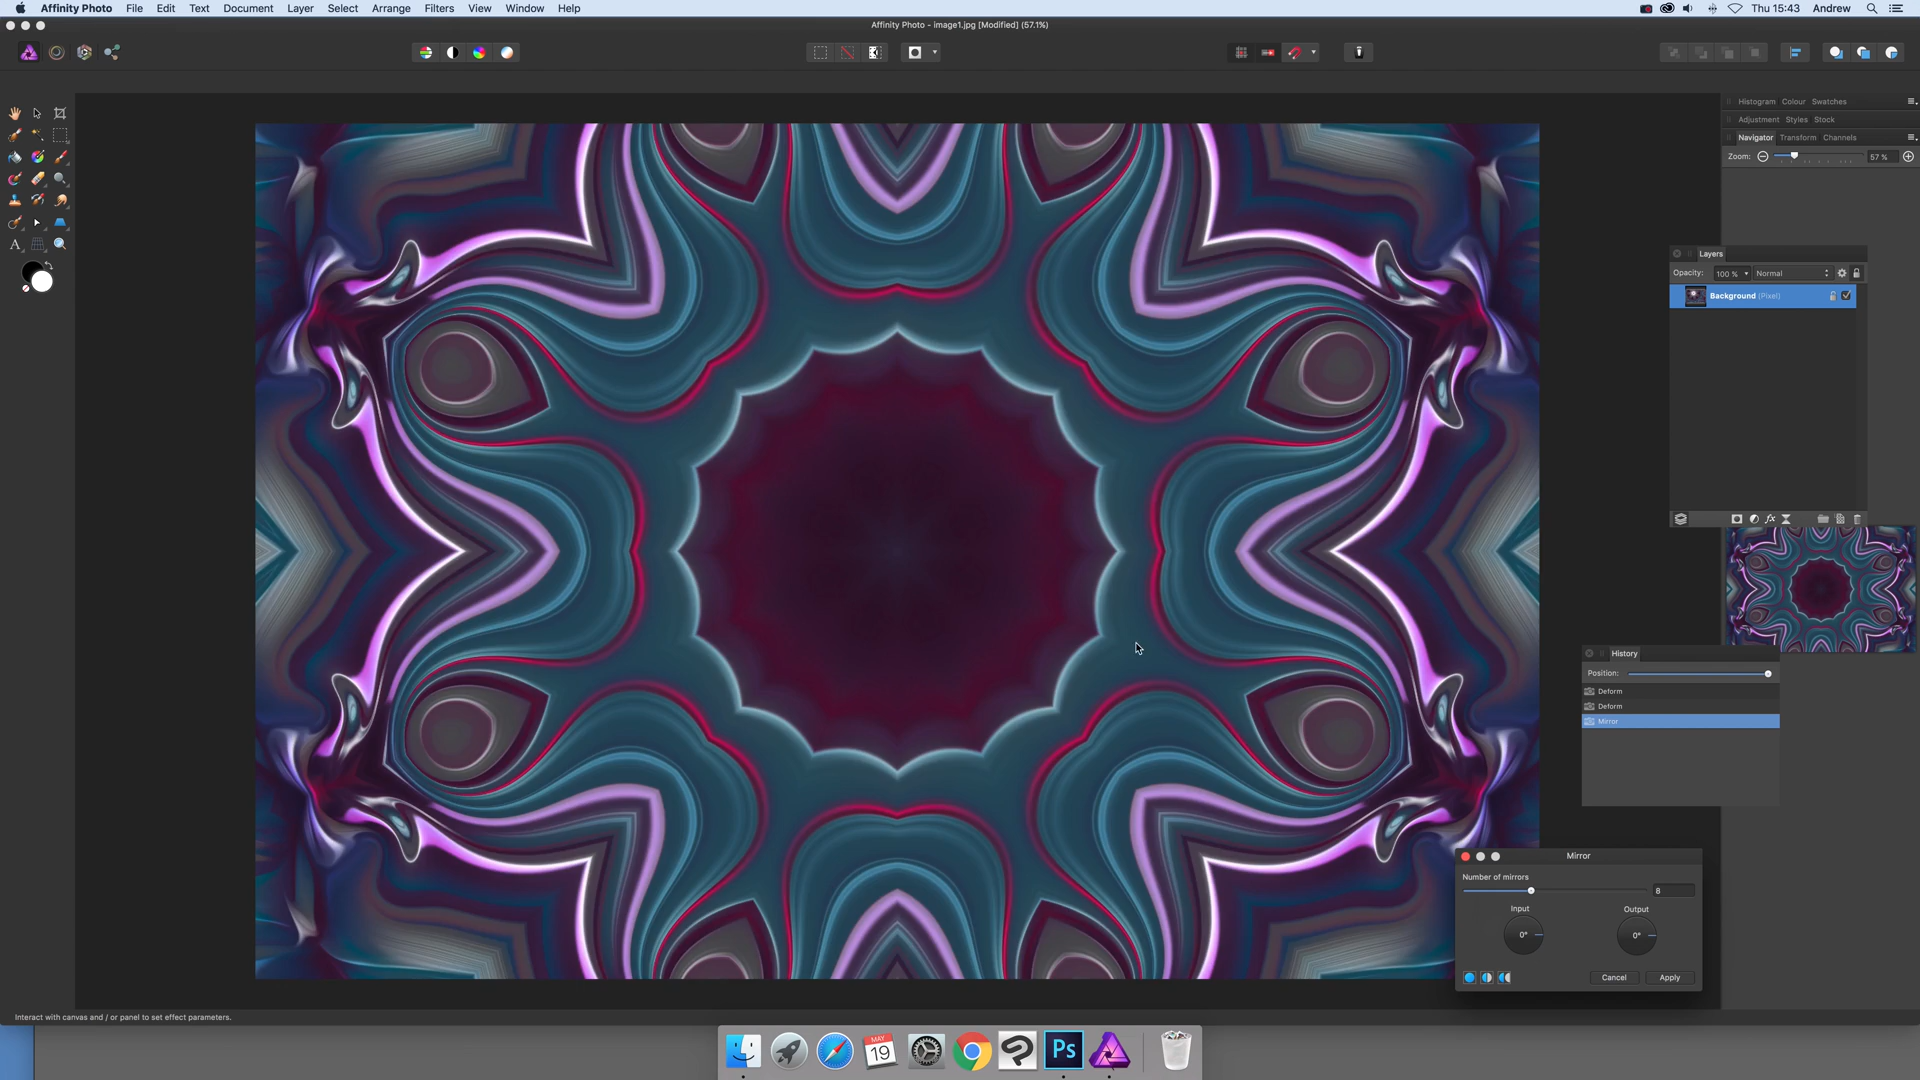 Affinity Photo File Edit Text Document Layer Select Arrange Filters View Window Help Thu 15:43 Andrew
Affinity Photo - image1.jpg [Modified] (57.1%)
Histogram Colour Swatches
Adjustment Styles Stock
Navigator Transform Channels
Zoom: 57 %
Layers
Opacity: 100 % Normal
Background (Pixel)
fx
History
Position:
Deform
Deform
Mirror
Mirror
Number of mirrors
8
Input Output
0° 0°
Cancel Apply
A
Interact with canvas and / or panel to set effect parameters.
MAY
19
Ps